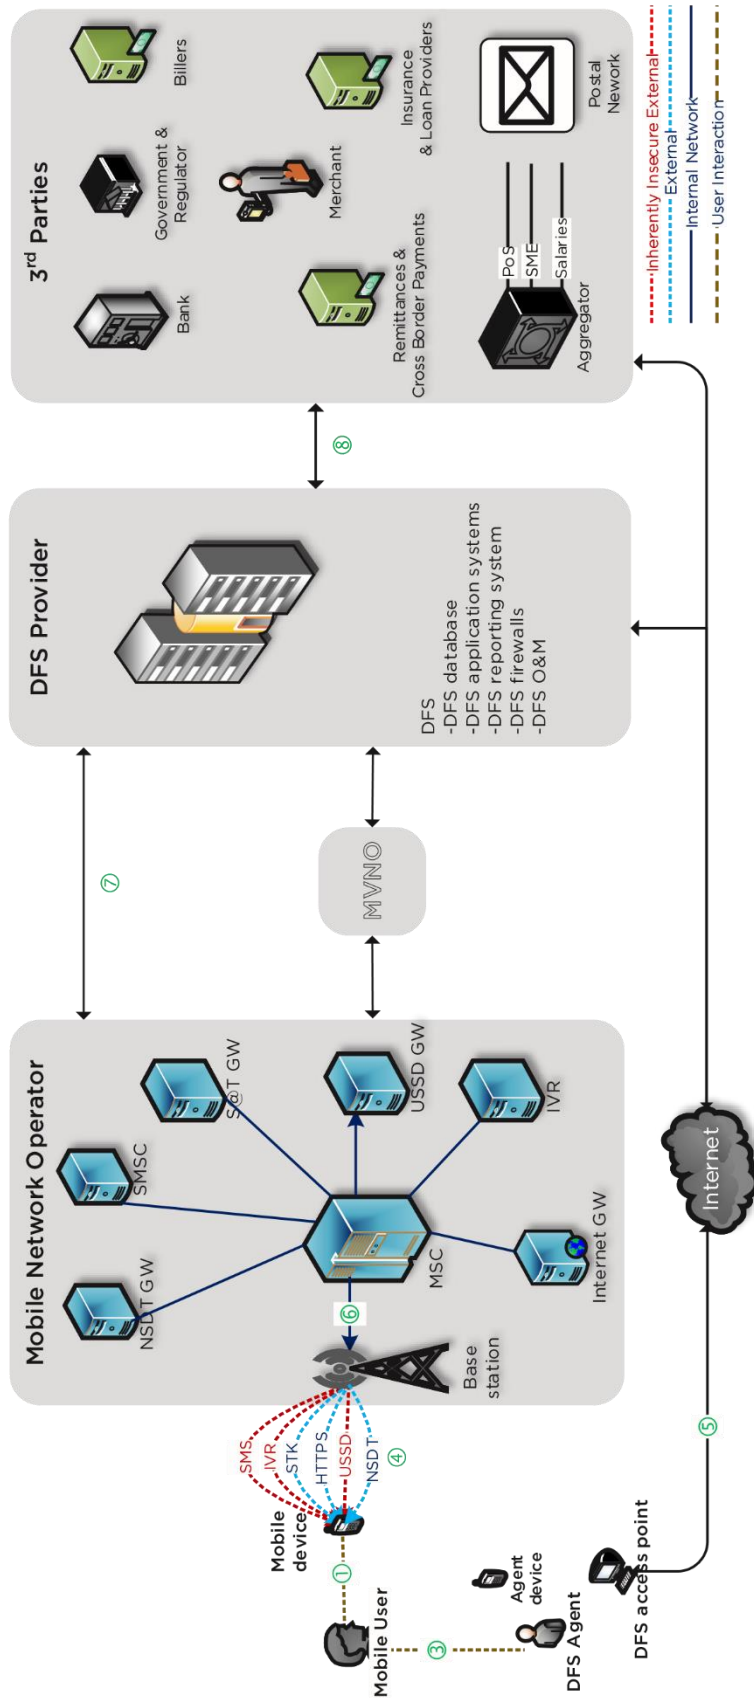 Mobile User
①
Mobile
device
③
DFS Agent
Agent
device
DFS access point
SMS
IVR
STK
HTTPS
USSD
NSDT
④
⑤
Mobile Network Operator
NSDT GW
SMSC
S@T GW
USSD GW
IVR
Internet GW
MSC
⑥
Base
station
Internet
⑦
MVNO
DFS Provider
DFS
-DFS database
-DFS application systems
-DFS reporting system
-DFS firewalls
-DFS O&M
⑧
3rd Parties
Bank
Government &
Regulator
Billers
Remittances &
Cross Border Payments
Merchant
Insurance
& Loan Providers
Aggregator
PoS
SME
Salaries
Postal
Nework
Inherently Insecure External
External
Internal Network
User Interaction